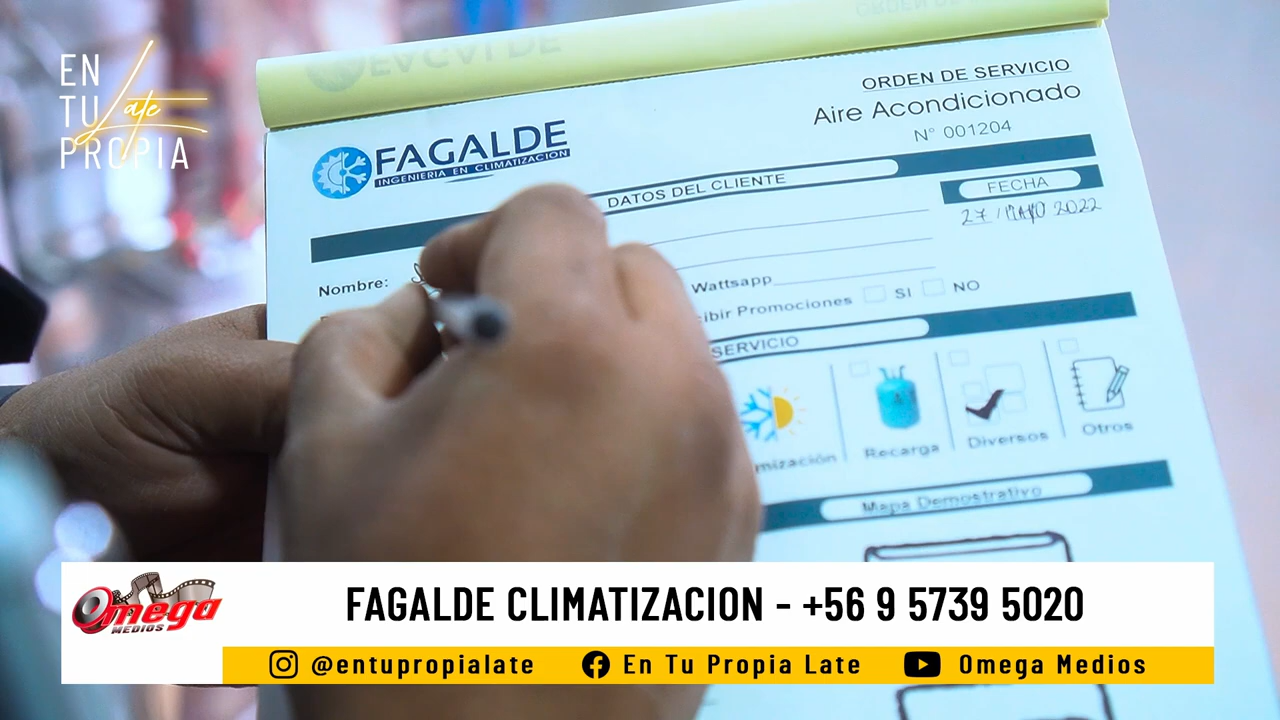 EN
TU Late
PROPIA
ORDEN DE SERVICIO
Aire Acondicionado
N° 001204
FAGALDE
INGENIERIA EN CLIMATIZACION
DATOS DEL CLIENTE
FECHA
27 / MAYO 2022
Nombre:
Wattsapp
cibir Promociones SI NO
SERVICIO
mización
Recarga
Diversos
Otros
Mapa Demostrativo
Omega
MEDIOS
FAGALDE CLIMATIZACION - +56 9 5739 5020
@entupropialate En Tu Propia Late Omega Medios